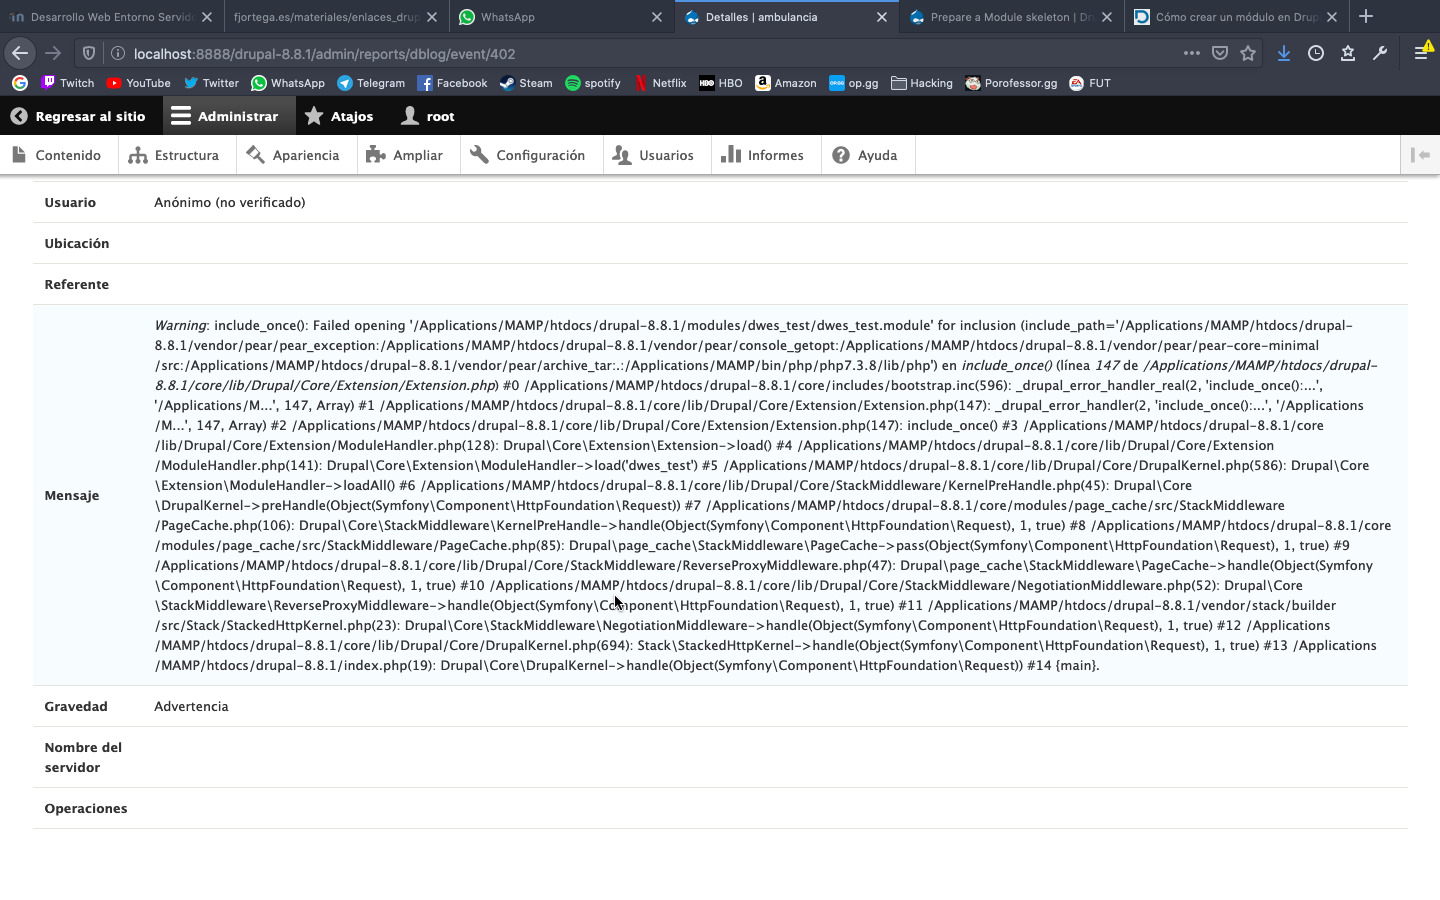 Desarrollo Web Entorno Servid
fjortega.es/materiales/enlaces_drup
WhatsApp
Detalles | ambulancia
Prepare a Module skeleton | Dr
Cómo crear un módulo en Drup
localhost:8888/drupal-8.8.1/admin/reports/dblog/event/402
Twitch YouTube Twitter WhatsApp Telegram Facebook Steam spotify Netflix HBO Amazon op.gg Hacking Porofessor.gg FUT
Regresar al sitio Administrar Atajos root
Contenido Estructura Apariencia Ampliar Configuración Usuarios Informes Ayuda
Usuario Anónimo (no verificado)
Ubicación
Referente
Mensaje
Warning: include_once(): Failed opening '/Applications/MAMP/htdocs/drupal-8.8.1/modules/dwes_test/dwes_test.module' for inclusion (include_path='/Applications/MAMP/htdocs/drupal-
8.8.1/vendor/pear/pear_exception:/Applications/MAMP/htdocs/drupal-8.8.1/vendor/pear/console_getopt:/Applications/MAMP/htdocs/drupal-8.8.1/vendor/pear/pear-core-minimal
/src:/Applications/MAMP/htdocs/drupal-8.8.1/vendor/pear/archive_tar:.:/Applications/MAMP/bin/php/php7.3.8/lib/php') en include_once() (línea 147 de /Applications/MAMP/htdocs/drupal-
8.8.1/core/lib/Drupal/Core/Extension/Extension.php) #0 /Applications/MAMP/htdocs/drupal-8.8.1/core/includes/bootstrap.inc(596): _drupal_error_handler_real(2, 'include_once():...',
'/Applications/M...', 147, Array) #1 /Applications/MAMP/htdocs/drupal-8.8.1/core/lib/Drupal/Core/Extension/Extension.php(147): _drupal_error_handler(2, 'include_once():...', '/Applications
/M...', 147, Array) #2 /Applications/MAMP/htdocs/drupal-8.8.1/core/lib/Drupal/Core/Extension/Extension.php(147): include_once() #3 /Applications/MAMP/htdocs/drupal-8.8.1/core
/lib/Drupal/Core/Extension/ModuleHandler.php(128): Drupal\Core\Extension\Extension->load() #4 /Applications/MAMP/htdocs/drupal-8.8.1/core/lib/Drupal/Core/Extension
/ModuleHandler.php(141): Drupal\Core\Extension\ModuleHandler->load('dwes_test') #5 /Applications/MAMP/htdocs/drupal-8.8.1/core/lib/Drupal/Core/DrupalKernel.php(586): Drupal\Core
\Extension\ModuleHandler->loadAll() #6 /Applications/MAMP/htdocs/drupal-8.8.1/core/lib/Drupal/Core/StackMiddleware/KernelPreHandle.php(45): Drupal\Core
\DrupalKernel->preHandle(Object(Symfony\Component\HttpFoundation\Request)) #7 /Applications/MAMP/htdocs/drupal-8.8.1/core/modules/page_cache/src/StackMiddleware
/PageCache.php(106): Drupal\Core\StackMiddleware\KernelPreHandle->handle(Object(Symfony\Component\HttpFoundation\Request), 1, true) #8 /Applications/MAMP/htdocs/drupal-8.8.1/core
/modules/page_cache/src/StackMiddleware/PageCache.php(85): Drupal\page_cache\StackMiddleware\PageCache->pass(Object(Symfony\Component\HttpFoundation\Request), 1, true) #9
/Applications/MAMP/htdocs/drupal-8.8.1/core/lib/Drupal/Core/StackMiddleware/ReverseProxyMiddleware.php(47): Drupal\page_cache\StackMiddleware\PageCache->handle(Object(Symfony
\Component\HttpFoundation\Request), 1, true) #10 /Applications/MAMP/htdocs/drupal-8.8.1/core/lib/Drupal/Core/StackMiddleware/NegotiationMiddleware.php(52): Drupal\Core
\StackMiddleware\ReverseProxyMiddleware->handle(Object(Symfony\Component\HttpFoundation\Request), 1, true) #11 /Applications/MAMP/htdocs/drupal-8.8.1/vendor/stack/builder
/src/Stack/StackedHttpKernel.php(23): Drupal\Core\StackMiddleware\NegotiationMiddleware->handle(Object(Symfony\Component\HttpFoundation\Request), 1, true) #12 /Applications
/MAMP/htdocs/drupal-8.8.1/core/lib/Drupal/Core/DrupalKernel.php(694): Stack\StackedHttpKernel->handle(Object(Symfony\Component\HttpFoundation\Request), 1, true) #13 /Applications
/MAMP/htdocs/drupal-8.8.1/index.php(19): Drupal\Core\DrupalKernel->handle(Object(Symfony\Component\HttpFoundation\Request)) #14 {main}.
Gravedad Advertencia
Nombre del
servidor
Operaciones